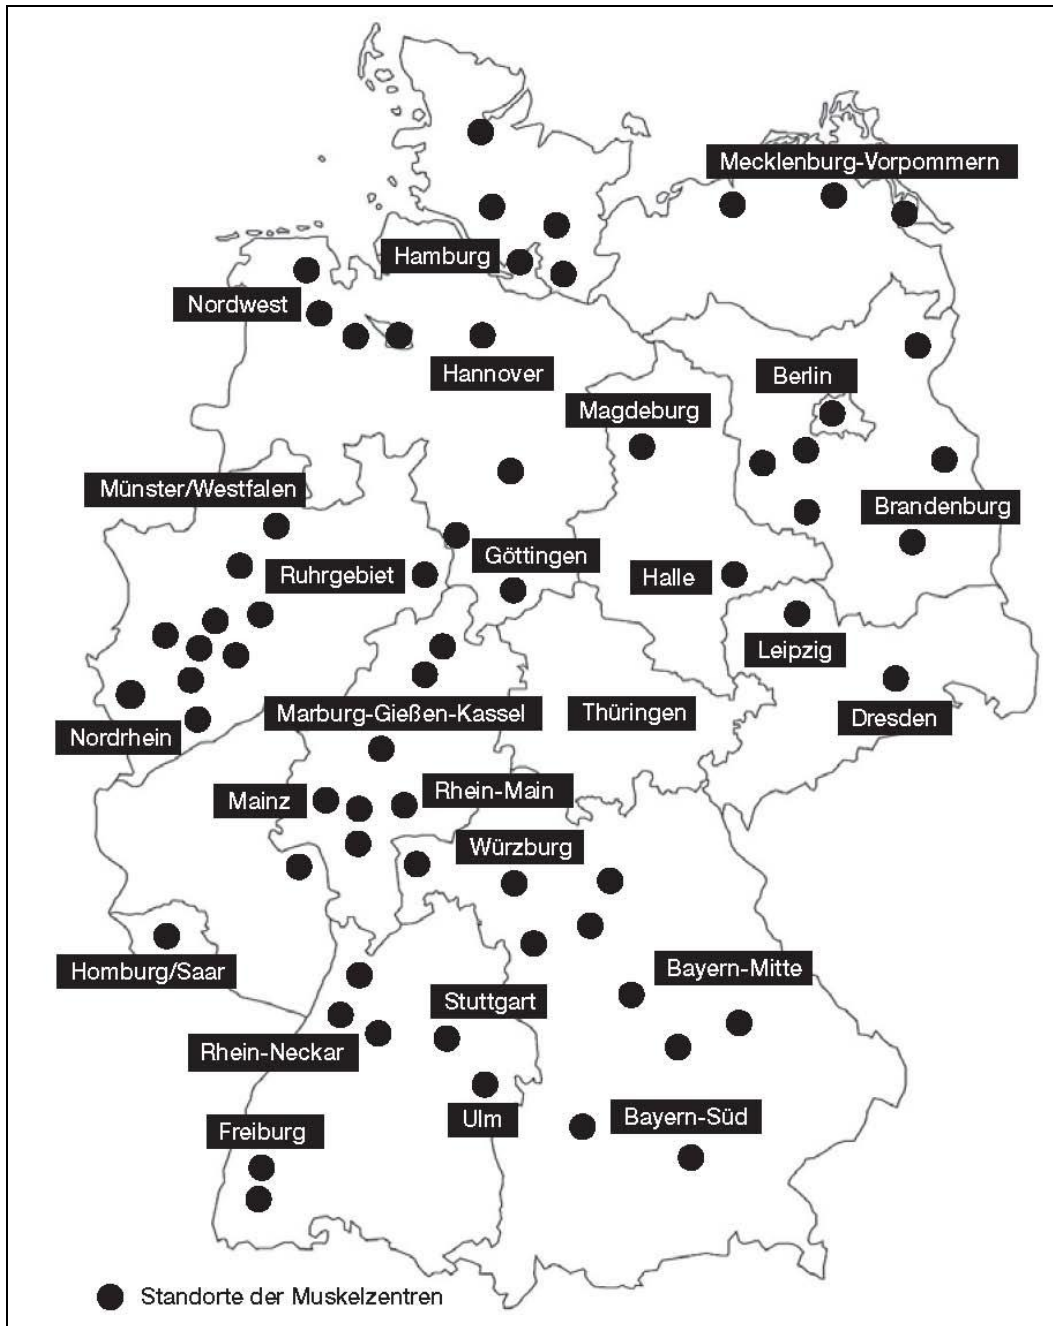 Mecklenburg-Vorpommern
Hamburg
Nordwest
Hannover
Berlin
Magdeburg
Münster/Westfalen
Brandenburg
Göttingen
Ruhrgebiet
Halle
Leipzig
Marburg-Gießen-Kassel
Thüringen
Dresden
Nordrhein
Rhein-Main
Mainz
Würzburg
Homburg/Saar
Bayern-Mitte
Stuttgart
Rhein-Neckar
Ulm
Bayern-Süd
Freiburg
Standorte der Muskelzentren